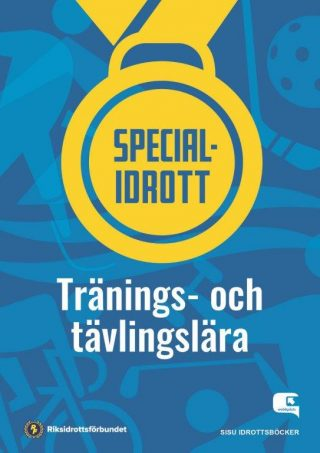 SPECIAL-
IDROTT
Tränings- och
tävlingslära
Riksidrottsförbundet
SISU IDROTTSBÖCKER